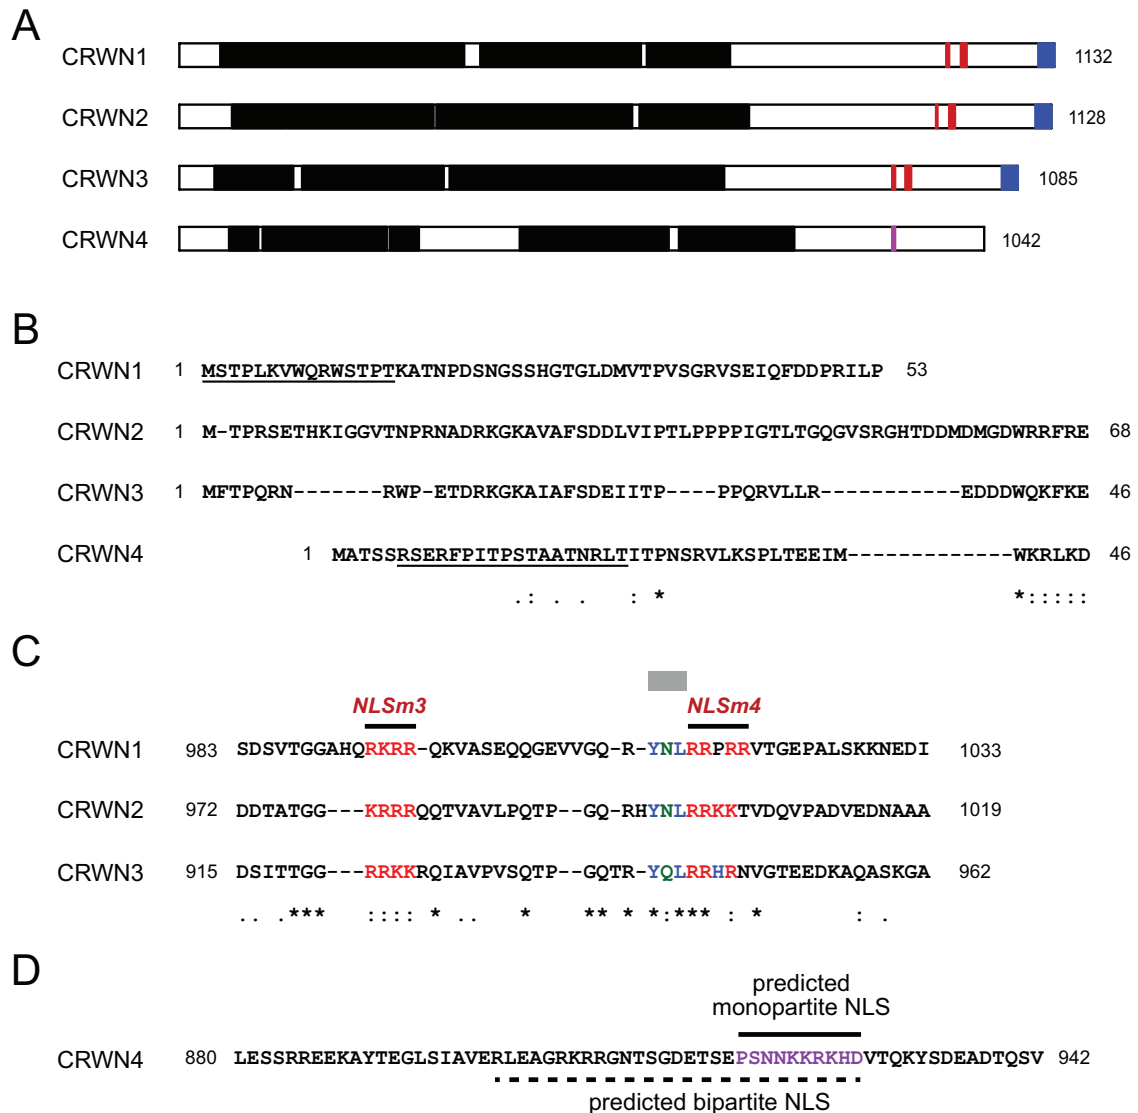 A
CRWN1 1132
CRWN2 1128
CRWN3 1085
CRWN4 1042
B
CRWN1 1 MSTPLKVWQRWSTPTKATNPDSNGSSHGTGLDMVTPVSGRVSEIQFDDPRILP 53
CRWN2 1 M-TPRSETHKIGGVTNPRNADRKGKAVAFSDDLVIPTLPPPPIGTLTGQGVSRGHTDDMDMGDWRRFRE 68
CRWN3 1 MFTPQRN-------RWP-ETDRKGKAIAFSDEIITP----PPQRVLLR-----------EDDDWQKFKE 46
CRWN4 1 MATSSRSERFPITPSTAATNRLTITPNSRVLKSPLTEEIM-------------WKRLKD 46
.: . . : * *:::::
C
NLSm3 NLSm4
CRWN1 983 SDSVTGGAHQRKRR-QKVASEQQGEVVGQ-R-YNLRRPRRVTGEPALSKKNEDI 1033
CRWN2 972 DDTATGG---KRRRQQTVAVLPQTP--GQ-RHYNLRRKKTVDQVPADVEDNAAA 1019
CRWN3 915 DSITTGG---RRKKRQIAVPVSQTP--GQTR-YQLRRHRNVGTEEDKAQASKGA 962
.. .*** :::: * .. * ** * *:*** : * : .
D
predicted
monopartite NLS
CRWN4 880 LESSRREEKAYTEGLSIAVERLEAGRKRRGNTSGDETSEPSNNKKRKHDVTQKYSDEADTQSV 942
predicted bipartite NLS